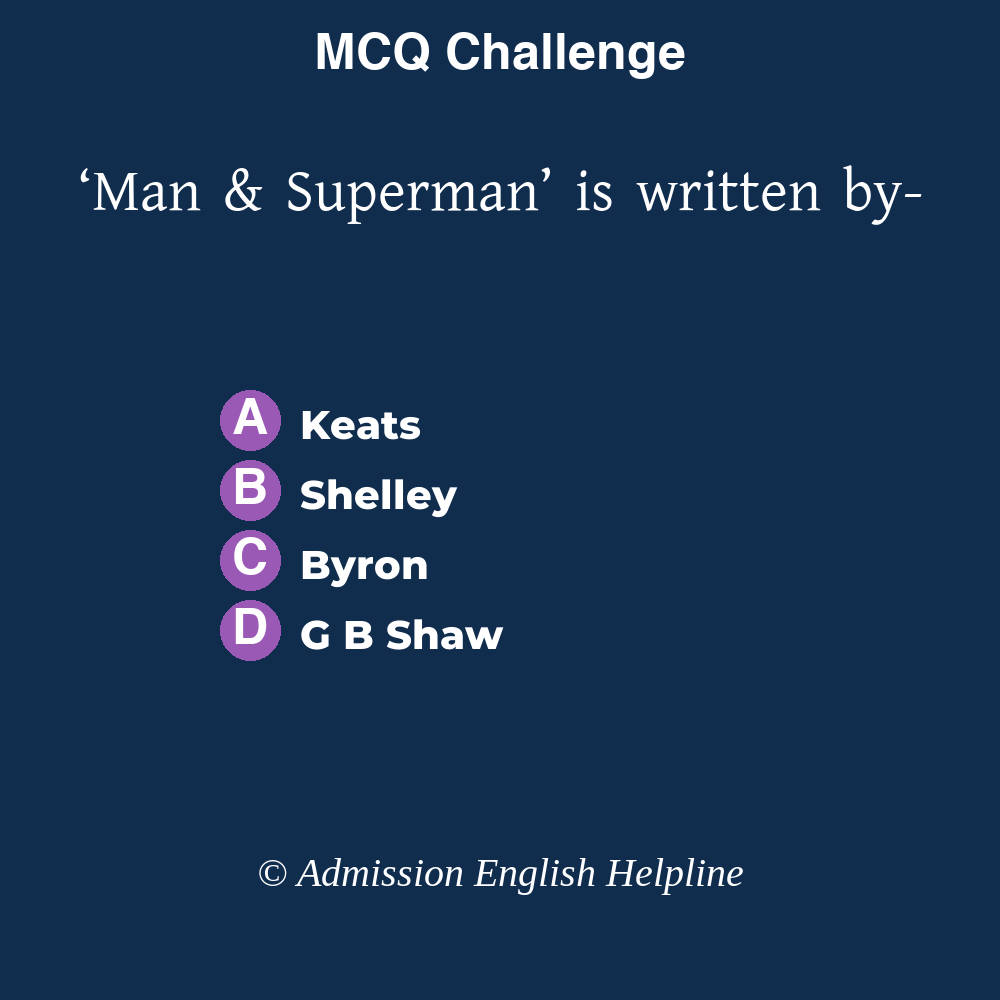 MCQ Challenge
‘Man & Superman’ is written by-
A Keats
B Shelley
C Byron
D G B Shaw
© Admission English Helpline